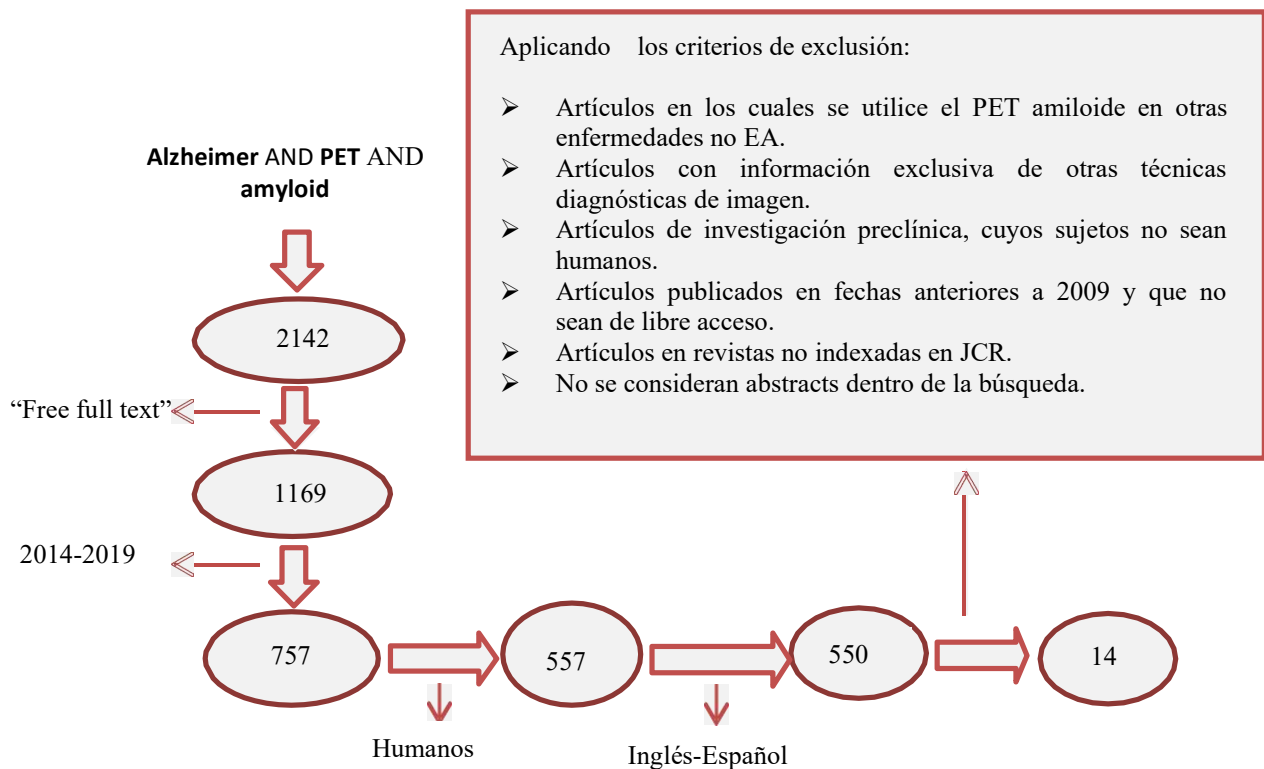 Alzheimer AND PET AND
amyloid
2142
“Free full text”
1169
2014-2019
757
Humanos
557
Inglés-Español
550
14
Aplicando los criterios de exclusión:
➢ Artículos en los cuales se utilice el PET amiloide en otras
enfermedades no EA.
➢ Artículos con información exclusiva de otras técnicas
diagnósticas de imagen.
➢ Artículos de investigación preclínica, cuyos sujetos no sean
humanos.
➢ Artículos publicados en fechas anteriores a 2009 y que no
sean de libre acceso.
➢ Artículos en revistas no indexadas en JCR.
➢ No se consideran abstracts dentro de la búsqueda.